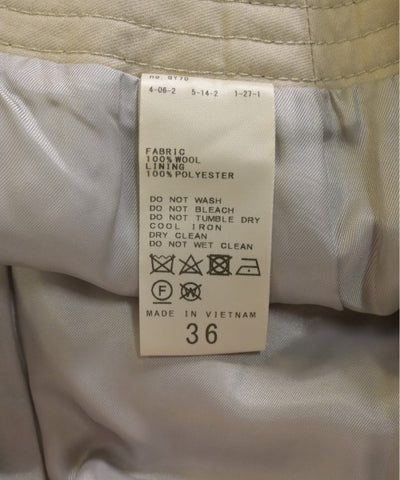 4-06-2 5-14-2 1-27-1
FABRIC
100%WOOL
LINING
100%POLYESTER
DO NOT WASH
DO NOT BLEACH
DO NOT TUMBLE DRY
COOL IRON
DRY CLEAN
DO NOT WET CLEAN
F W
MADE IN VIETNAM
36